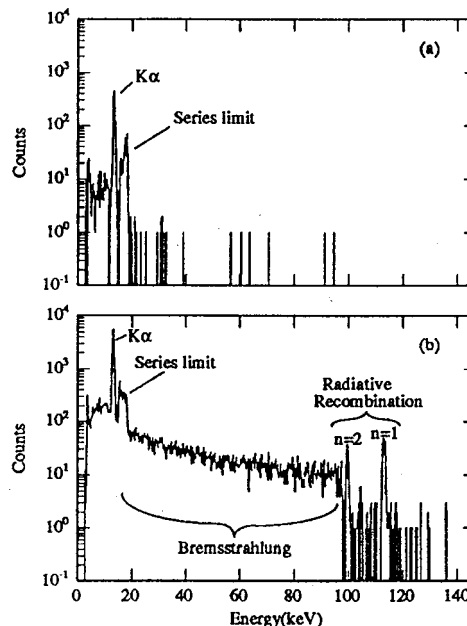 10⁴
(a)
Kα
10³
Series limit
10²
Counts
10¹
10⁰
10⁻¹
10⁴
(b)
Kα
Radiative
Recombination
Series limit
10³
n=2
n=1
10²
Counts
10¹
10⁰
Bremsstrahlung
10⁻¹
0
20
40
60
80
100
120
140
Energy(keV)